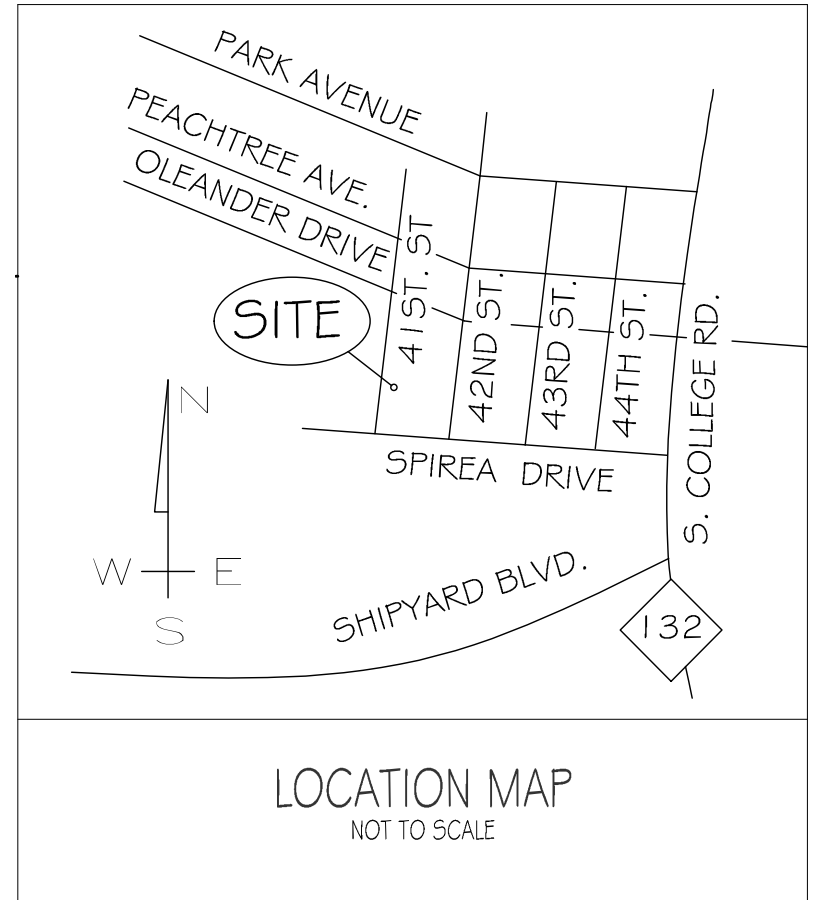 PARK AVENUE
PEACHTREE AVE.
OLEANDER DRIVE
41ST. ST
42ND ST.
43RD ST.
44TH ST.
S. COLLEGE RD.
SITE
SPIREA DRIVE
N
W
E
S
SHIPYARD BLVD.
132
LOCATION MAP
NOT TO SCALE